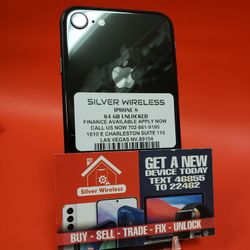 SILVER WIRELESS
IPHONE 8
64 GB UNLOCKED
FINANCE AVAILABLE APPLY NOW
CALL US NOW 702-861-9195
1610 E CHARLESTON SUITE 110
LAS VEGAS NV,89104
GET A NEW
DEVICE TODAY
TEXT 46855
TO 22462
Silver Wireless
BUY - SELL - TRADE - FIX - UNLOCK